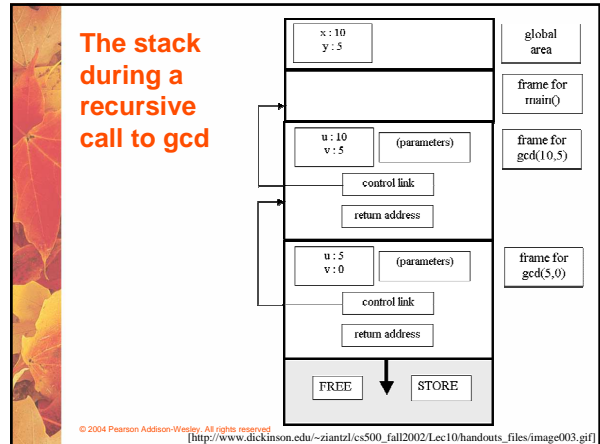 The stack
during a
recursive
call to gcd
x : 10
y : 5
global
area
frame for
main()
u : 10
v : 5
(parameters)
frame for
gcd(10,5)
control link
return address
u : 5
v : 0
(parameters)
frame for
gcd(5,0)
control link
return address
FREE
STORE
© 2004 Pearson Addison-Wesley. All rights reserved
[http://www.dickinson.edu/~ziantzl/cs500_fall2002/Lec10/handouts_files/image003.gif]